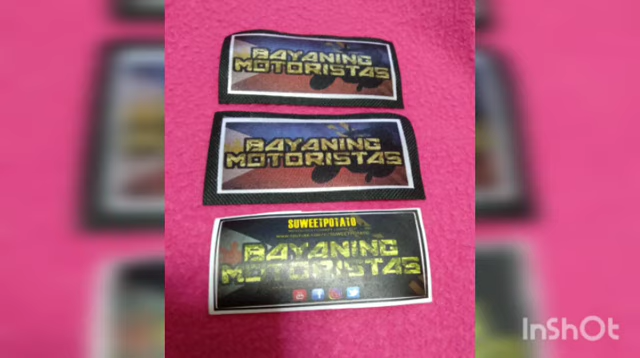 BAYANING
MOTORISTAS
BAYANING
MOTORISTAS
SUWEETPOTATO
BAYANING
MOTORISTAS
InShOt